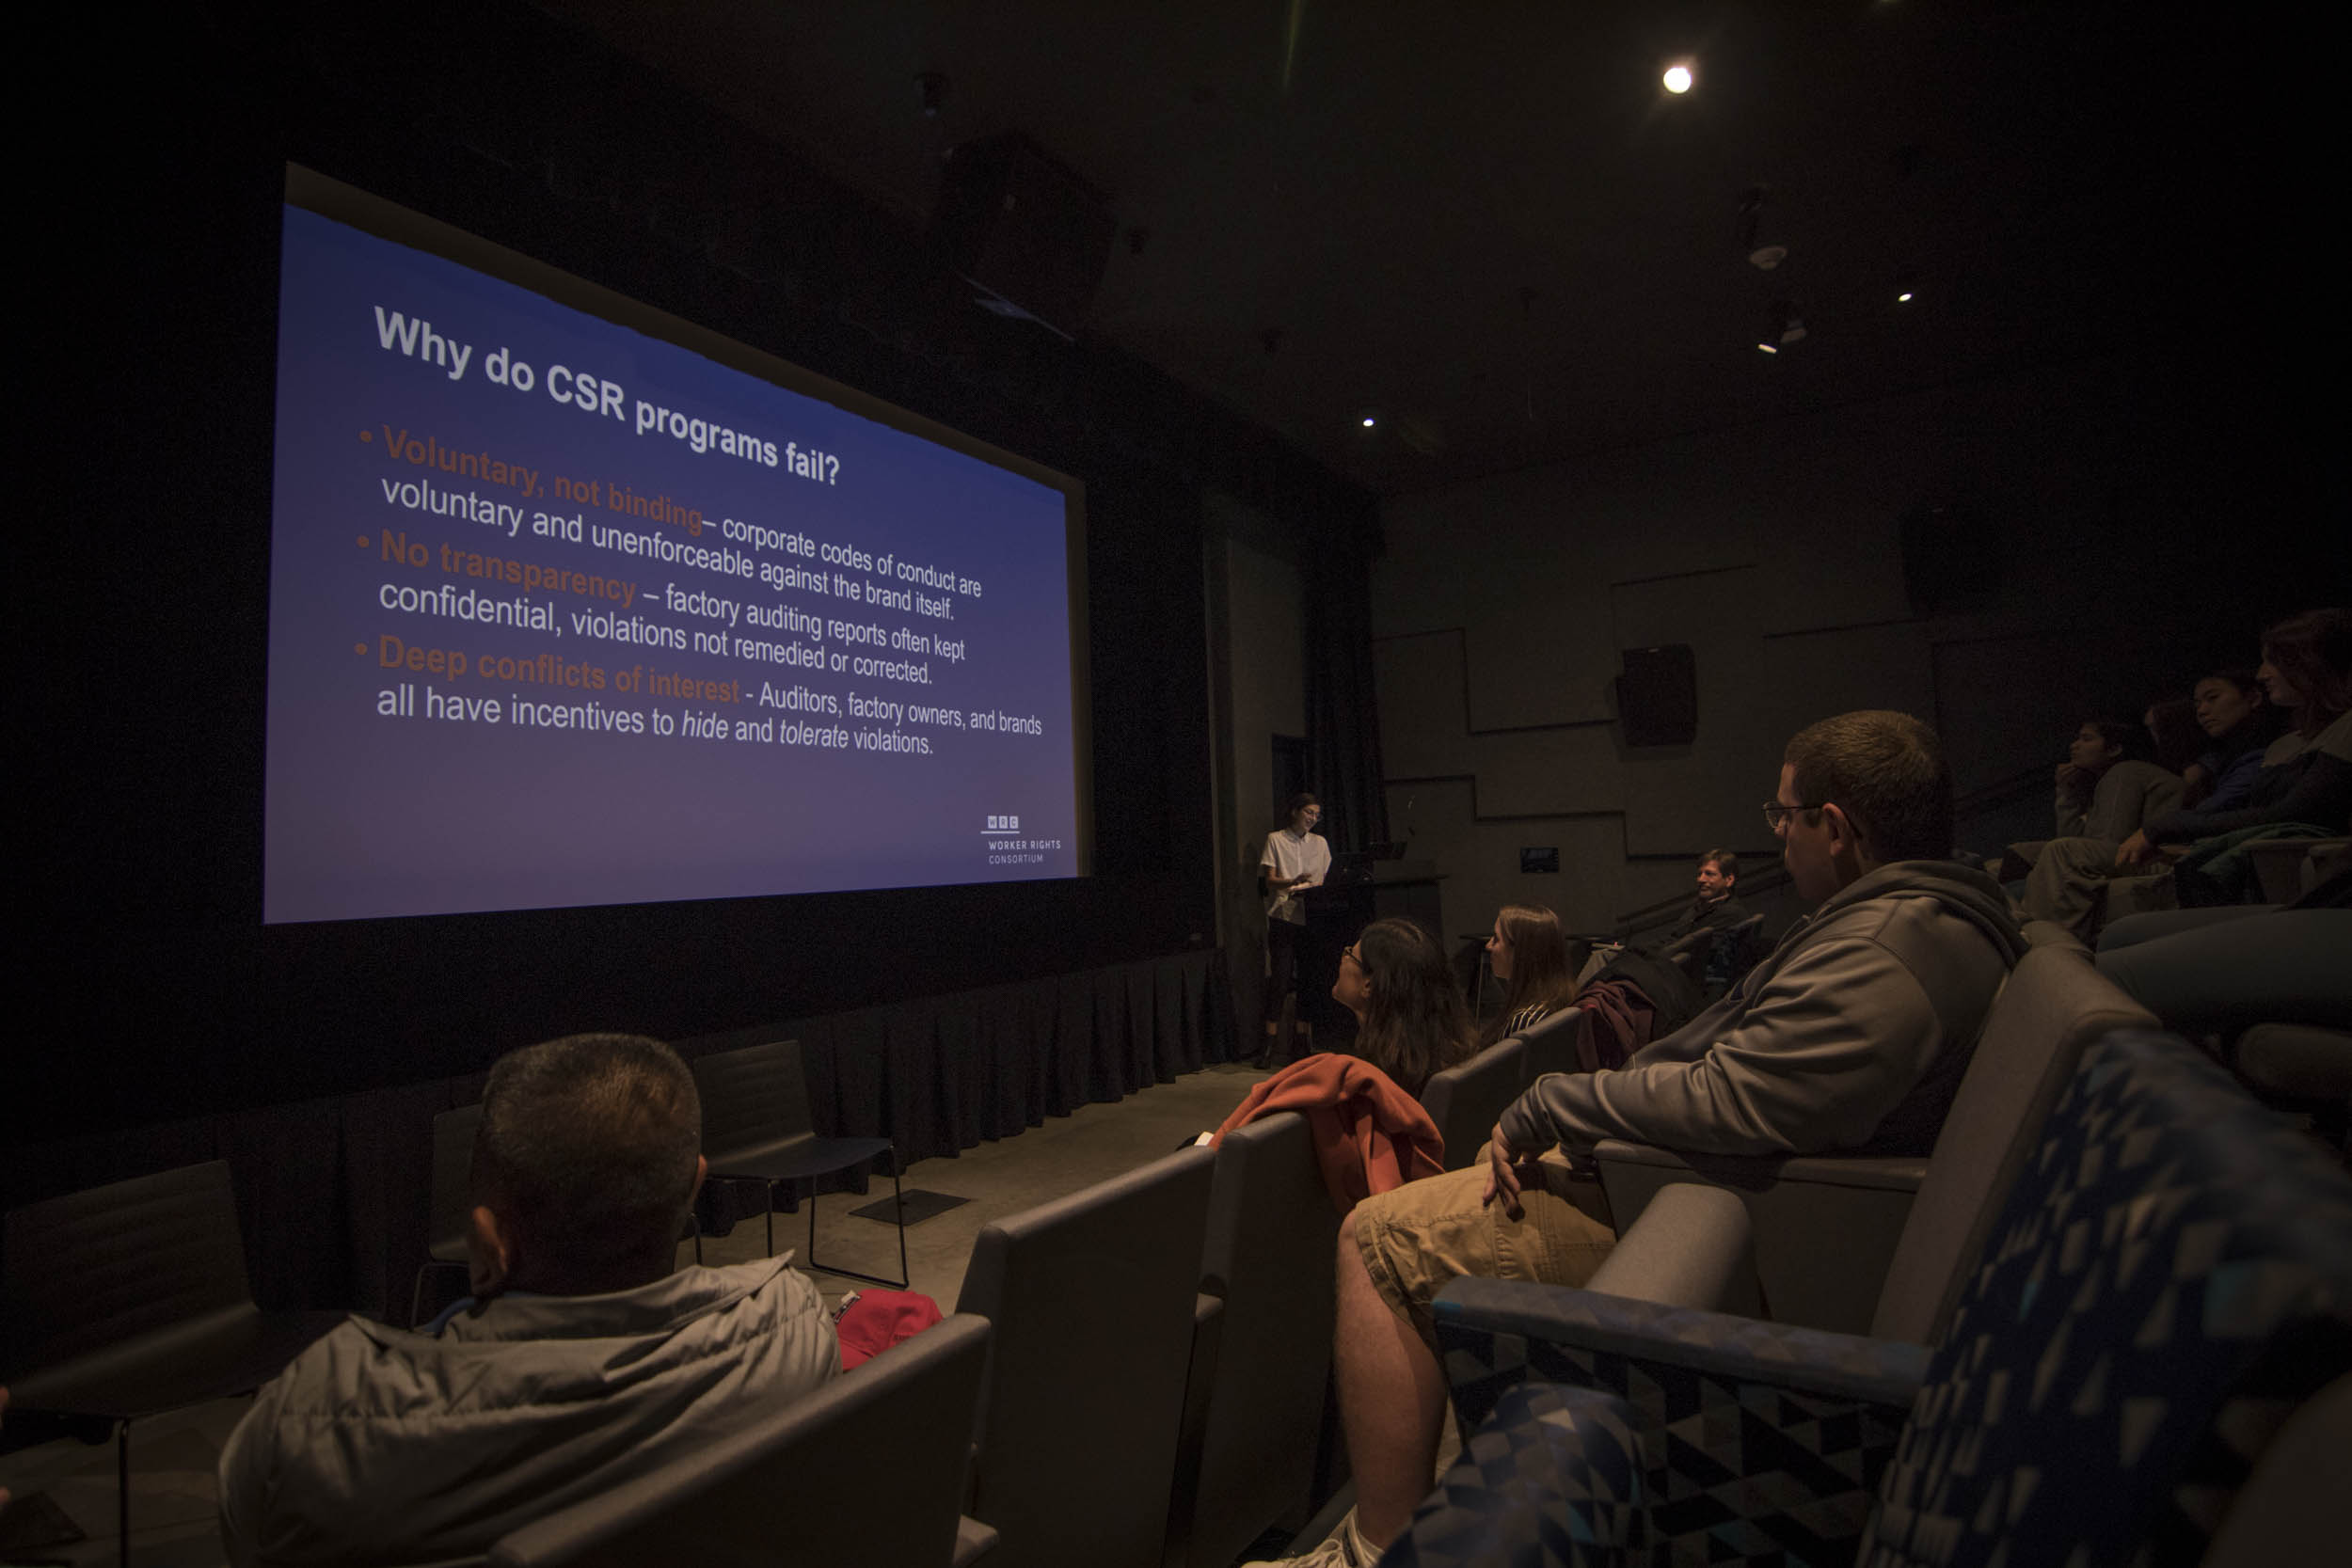 Why do CSR programs fail?
• Voluntary, not binding– corporate codes of conduct are
voluntary and unenforceable against the brand itself.
• No transparency – factory auditing reports often kept
confidential, violations not remedied or corrected.
• Deep conflicts of interest - Auditors, factory owners, and brands
all have incentives to hide and tolerate violations.
WRC
WORKER RIGHTS
CONSORTIUM